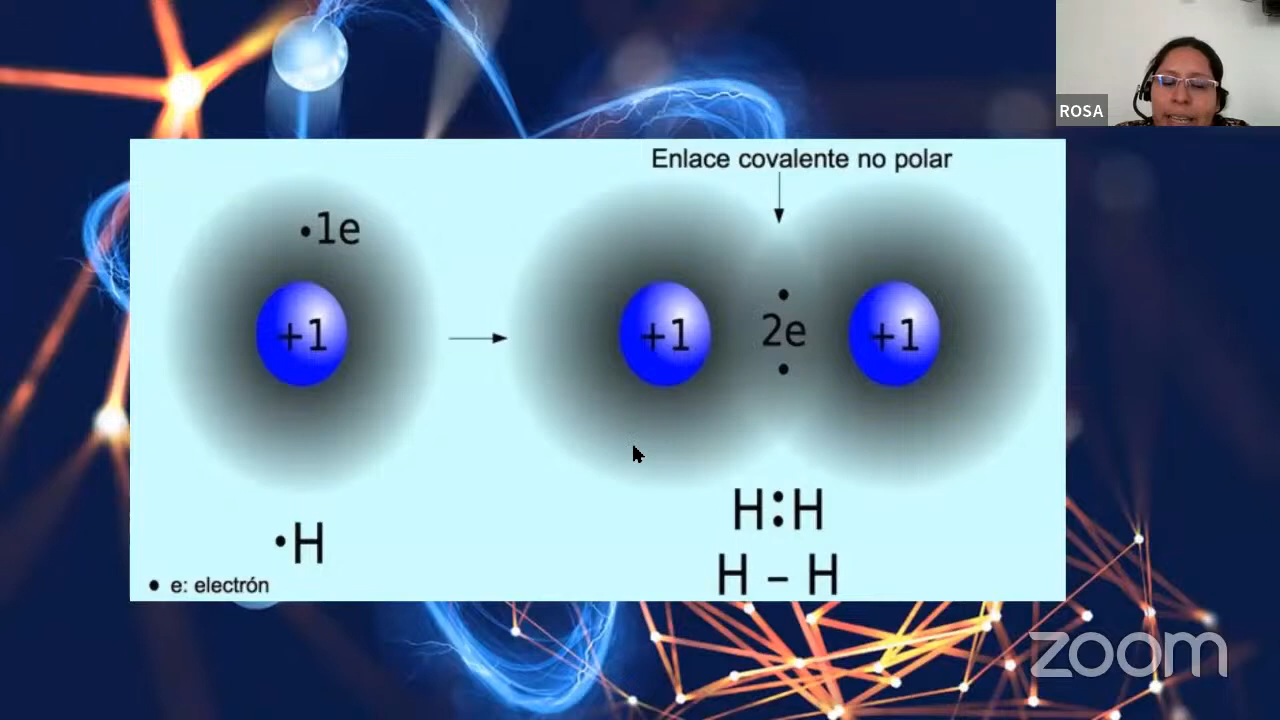 ROSA
Enlace covalente no polar
•1e
+1
+1
2e
+1
H:H
H – H
•H
• e: electrón
zoom